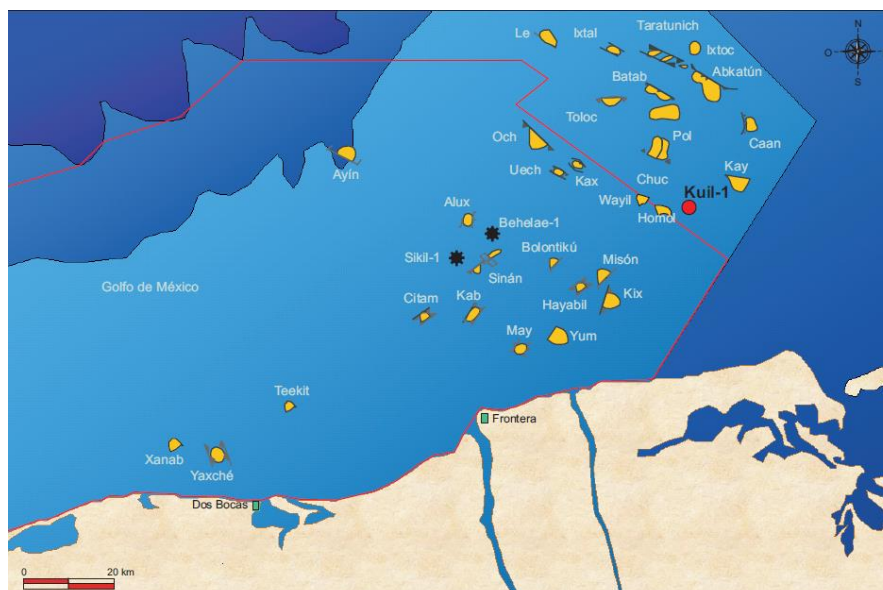 Taratunich
N
Le
Ixtal
Ixtoc
O
E
Batab
Abkatún
S
Toloc
Och
Pol
Caan
Uech
Kax
Chuc
Kay
Ayín
Kuil-1
Wayil
Alux
Homol
Behelae-1
Bolontikú
Sikil-1
Misón
Sinán
Golfo de México
Citam
Kab
Hayabil
Kix
May
Yum
Teekit
Frontera
Xanab
Yaxché
Dos Bocas
0
20 km